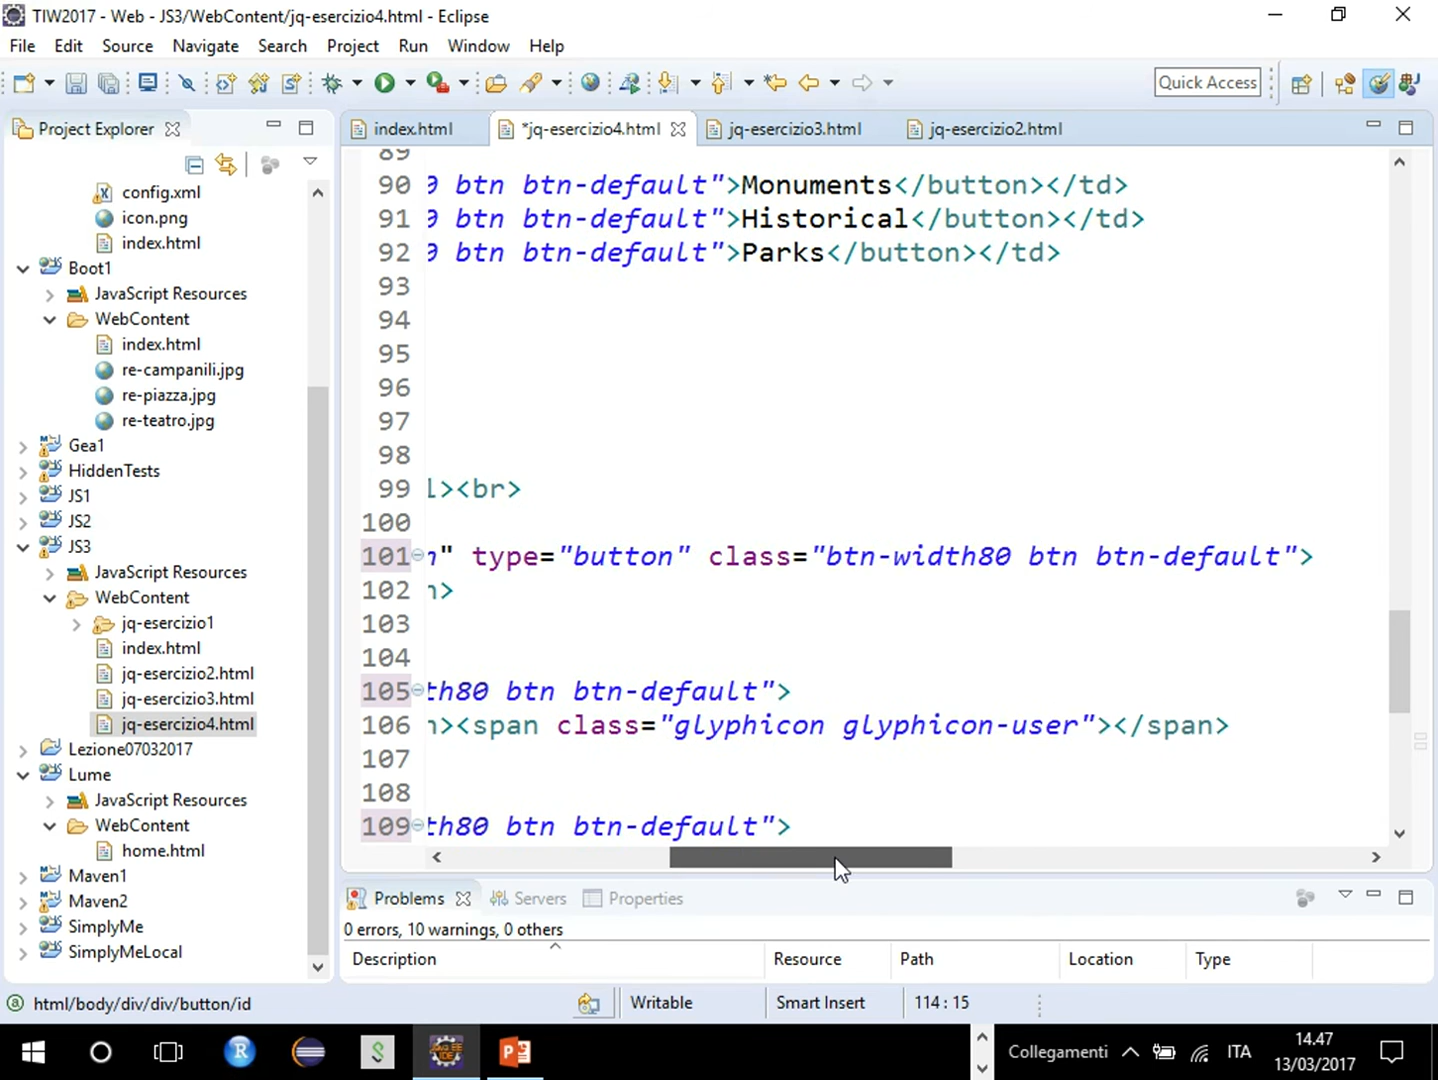 TIW2017 - Web - JS3/WebContent/jq-esercizio4.html - Eclipse
File Edit Source Navigate Search Project Run Window Help
Quick Access
Project Explorer
index.html
*jq-esercizio4.html
jq-esercizio3.html
jq-esercizio2.html
config.xml
icon.png
index.html
Boot1
JavaScript Resources
WebContent
index.html
re-campanili.jpg
re-piazza.jpg
re-teatro.jpg
Gea1
HiddenTests
JS1
JS2
JS3
JavaScript Resources
WebContent
jq-esercizio1
index.html
jq-esercizio2.html
jq-esercizio3.html
jq-esercizio4.html
Lezione07032017
Lume
JavaScript Resources
WebContent
home.html
Maven1
Maven2
SimplyMe
SimplyMeLocal
89
90 btn btn-default">Monuments</button></td>
91 btn btn-default">Historical</button></td>
92 btn btn-default">Parks</button></td>
93
94
95
96
97
98
99 l><br>
100
101 " type="button" class="btn-width80 btn btn-default">
102 >
103
104
105 th80 btn btn-default">
106 ><span class="glyphicon glyphicon-user"></span>
107
108
109 th80 btn btn-default">
Problems Servers Properties
0 errors, 10 warnings, 0 others
Description Resource Path Location Type
html/body/div/div/button/id
Writable Smart Insert 114 : 15
Collegamenti ITA
14.47
13/03/2017